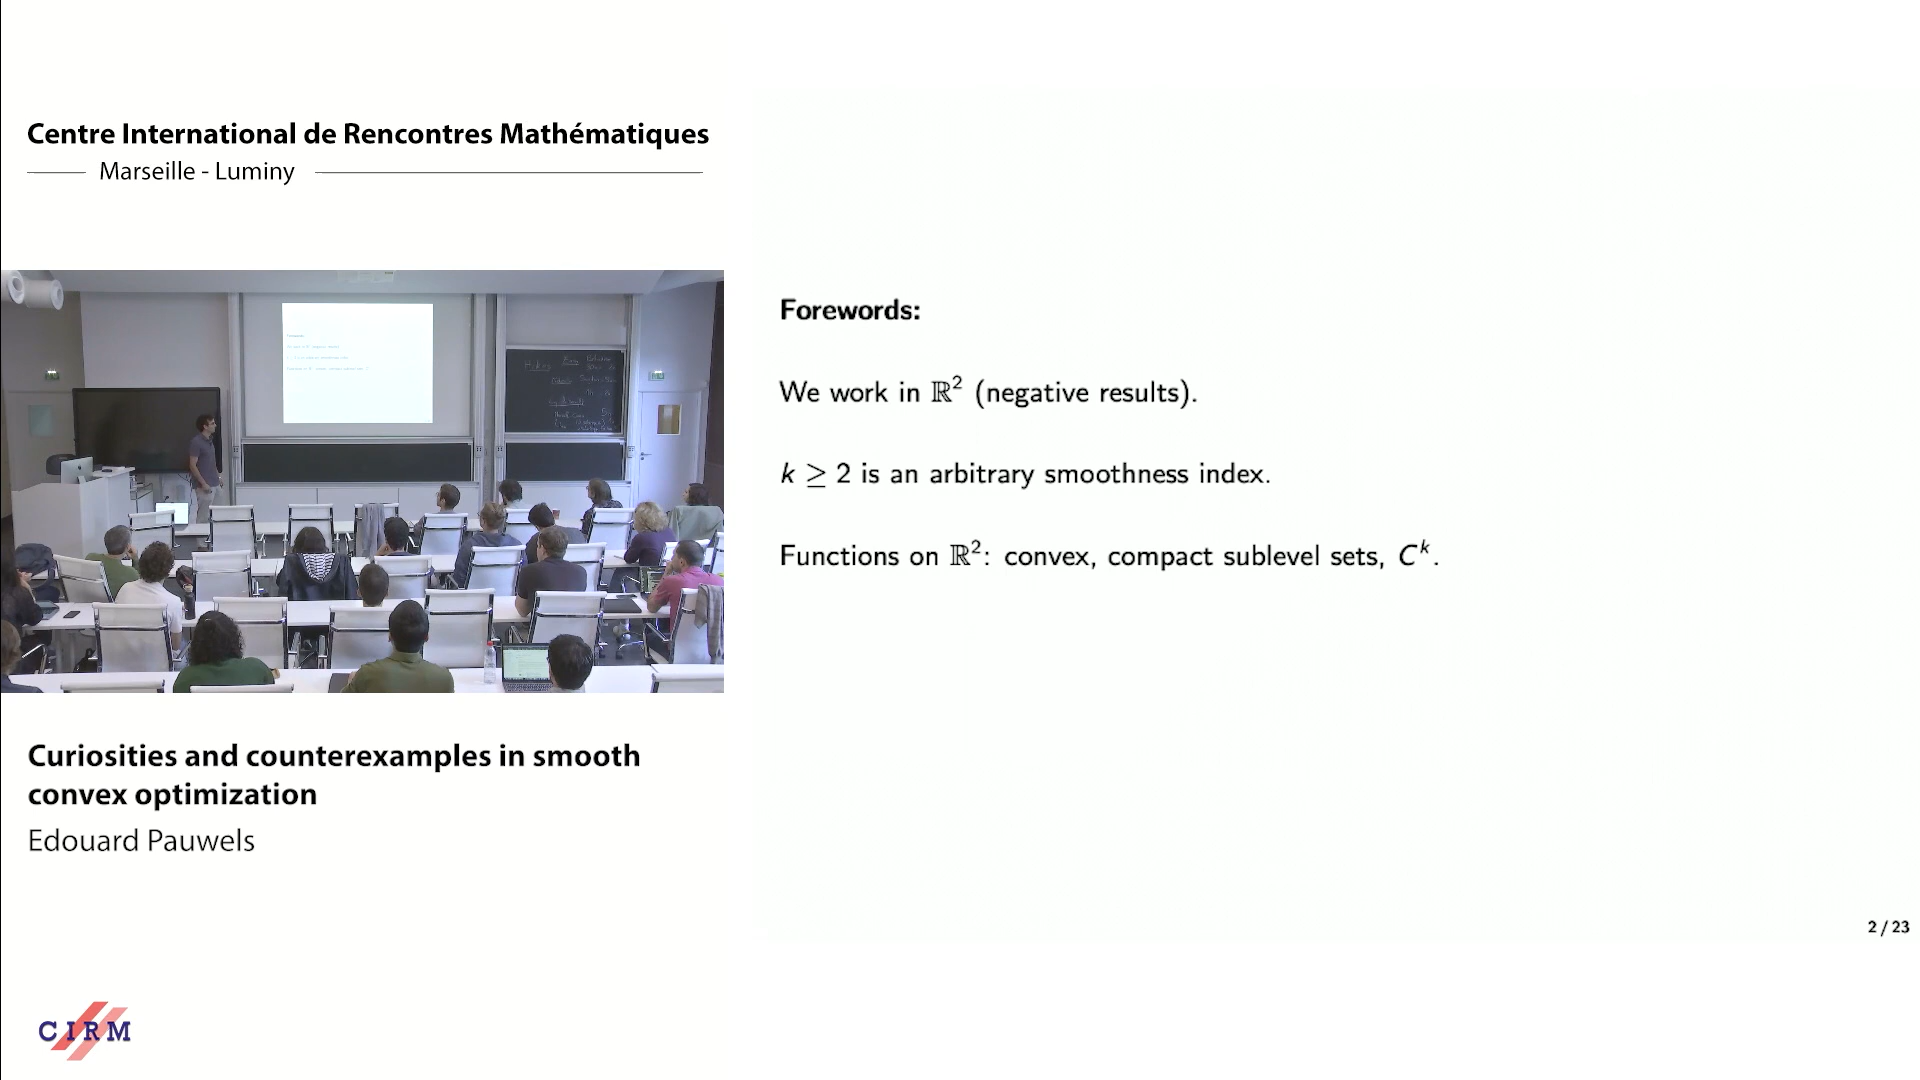 Centre International de Rencontres Mathématiques
Marseille - Luminy
Forewords:
We work in ℝ² (negative results).
k ≥ 2 is an arbitrary smoothness index.
Functions on ℝ²: convex, compact sublevel sets, Cᵏ.
Curiosities and counterexamples in smooth
convex optimization
Edouard Pauwels
2 / 23
CIRM